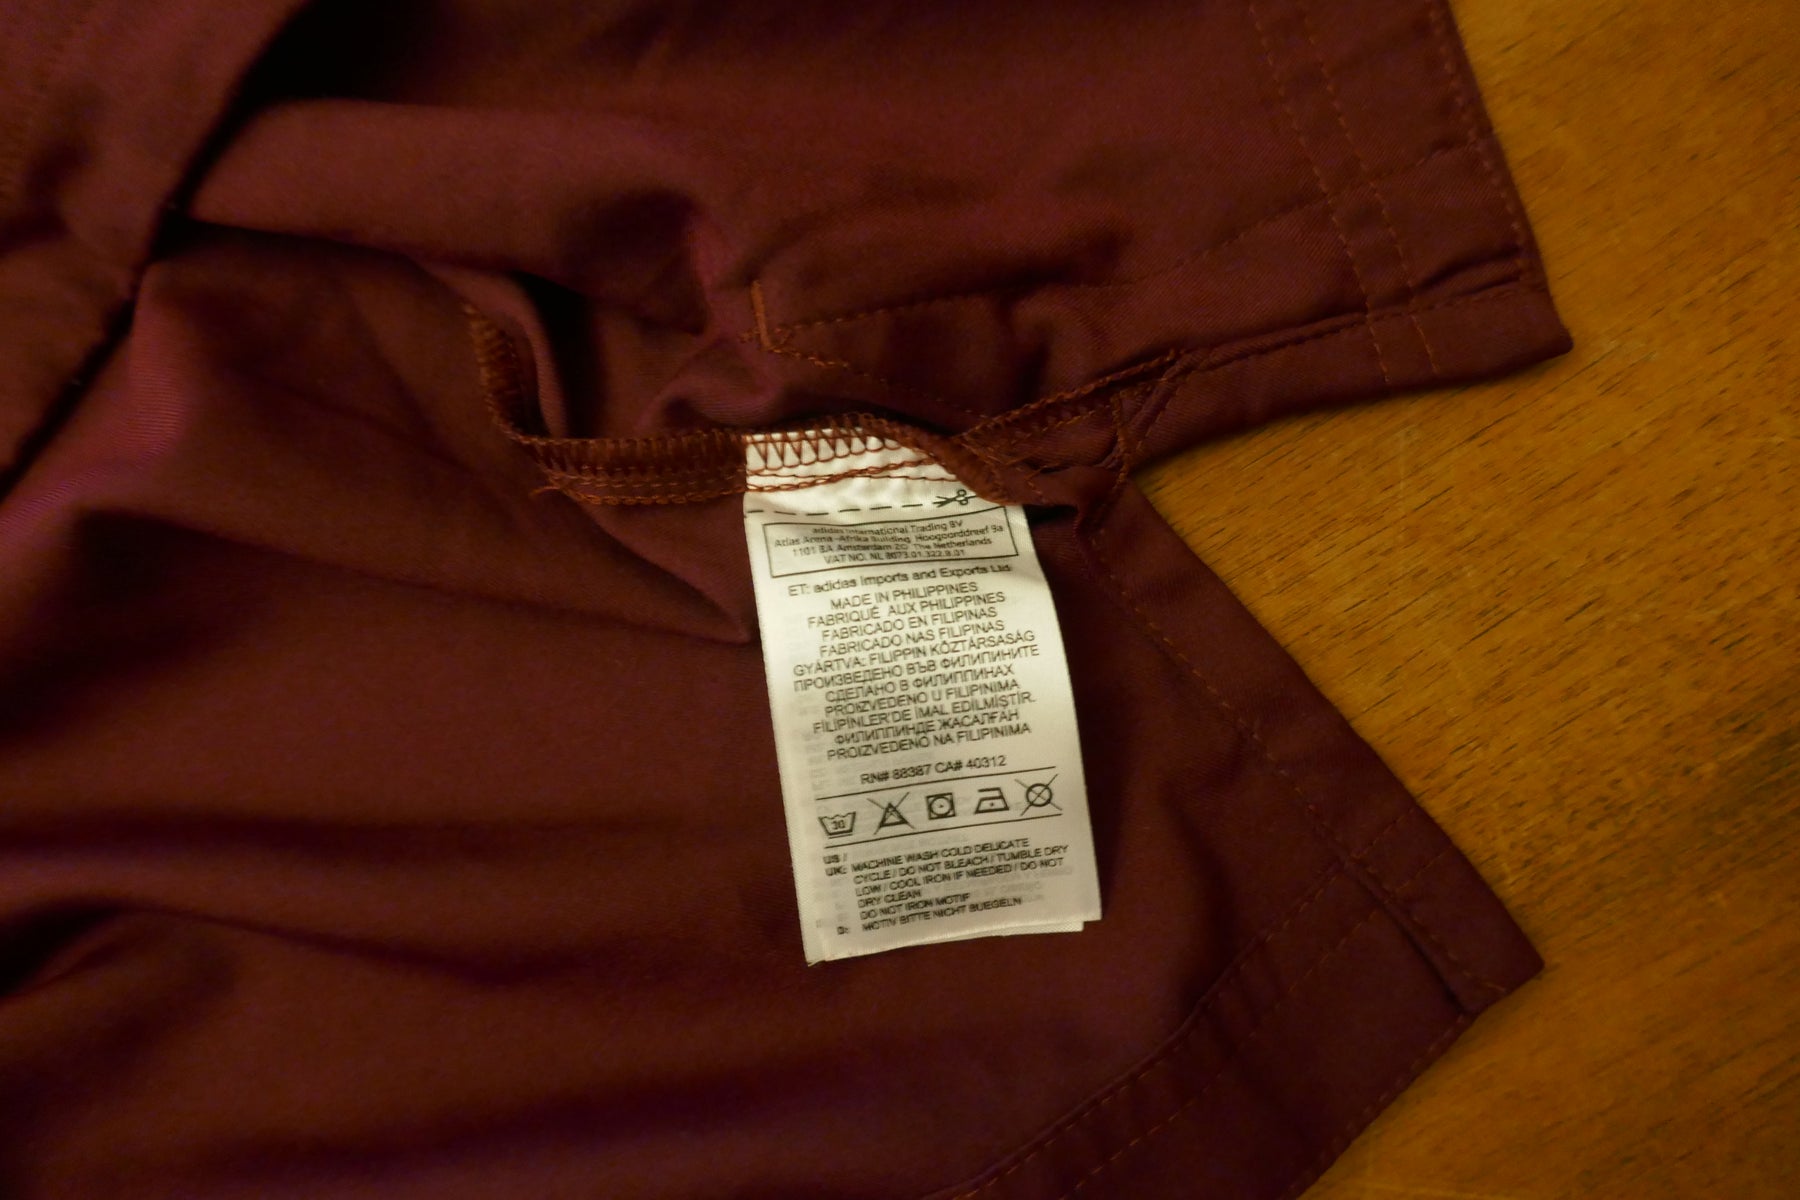 adidas International Trading BV
Atlas Arena -Afrika Building, Hoogoorddreef 9a
1101 BA Amsterdam ZO The Netherlands
VAT NO. NL 8073.01.322.B.01
ET: adidas Imports and Exports Ltd
MADE IN PHILIPPINES
FABRIQUÉ AUX PHILIPPINES
FABRICADO EN FILIPINAS
FABRICADO NAS FILIPINAS
GYÁRTVA: FILIPPIN KÖZTÁRSASÁG
ПРОИЗВЕДЕНО ВЪВ ФИЛИПИНИТЕ
СДЕЛАНО В ФИЛИППИНАХ
PROIZVEDENO U FILIPINIMA
FİLİPİNLER'DE İMAL EDİLMİŞTİR.
ФИЛИППИНДЕ ЖАСАЛҒАН
PROIZVEDENO NA FILIPINIMA
RN# 88387 CA# 40312
30
US /
UK: MACHINE WASH COLD DELICATE
CYCLE / DO NOT BLEACH / TUMBLE DRY
LOW / COOL IRON IF NEEDED / DO NOT
DRY CLEAN
DO NOT IRON MOTIF
D: MOTIV BITTE NICHT BUEGELN